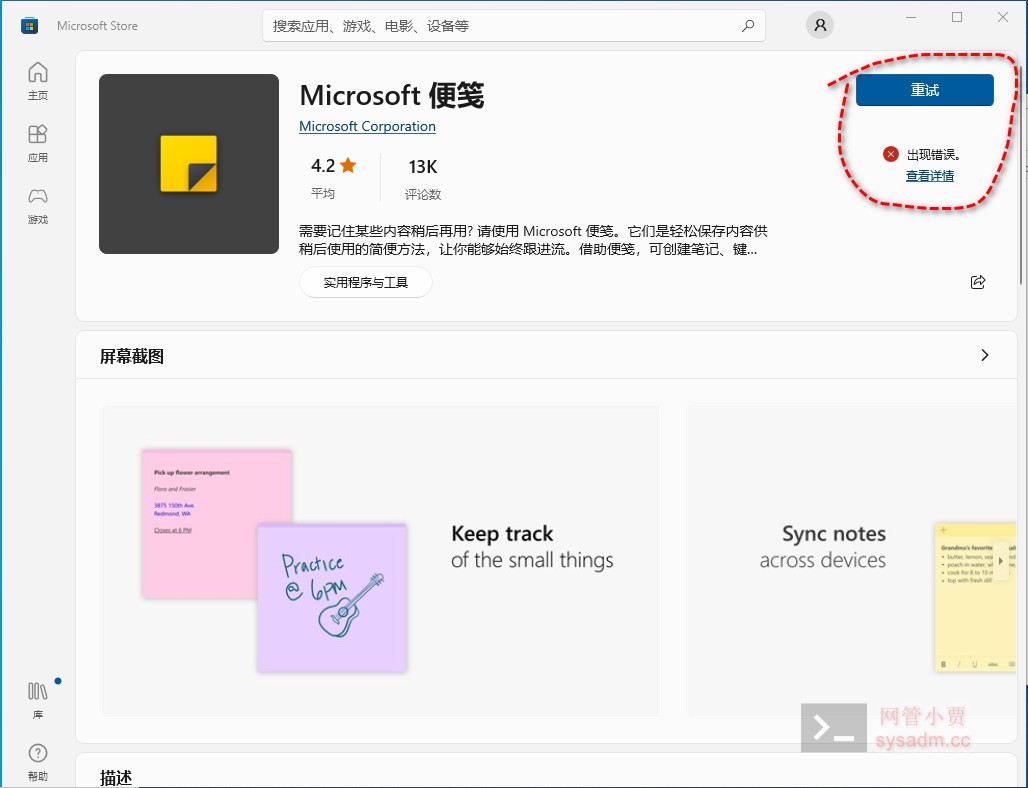 Microsoft Store
搜索应用、游戏、电影、设备等
主页
应用
游戏
库
帮助
Microsoft 便笺
Microsoft Corporation
4.2
13K
平均
评论数
需要记住某些内容稍后再用? 请使用 Microsoft 便笺。它们是轻松保存内容供
稍后使用的简便方法，让你能够始终跟进流。借助便笺，可创建笔记、键...
实用程序与工具
重试
出现错误。
查看详情
屏幕截图
Pick up flower arrangement
Flora and Frasier
3875 150th Ave.
Redmond, WA
Closes at 6 PM
Practice
@ 6pm
Keep track
of the small things
Sync notes
across devices
Grandma's favorite
butter, lemon,
poach in water,
cook for 8 to 10
top with fresh dill
B I U abc
网管小贾
sysadm.cc
描述